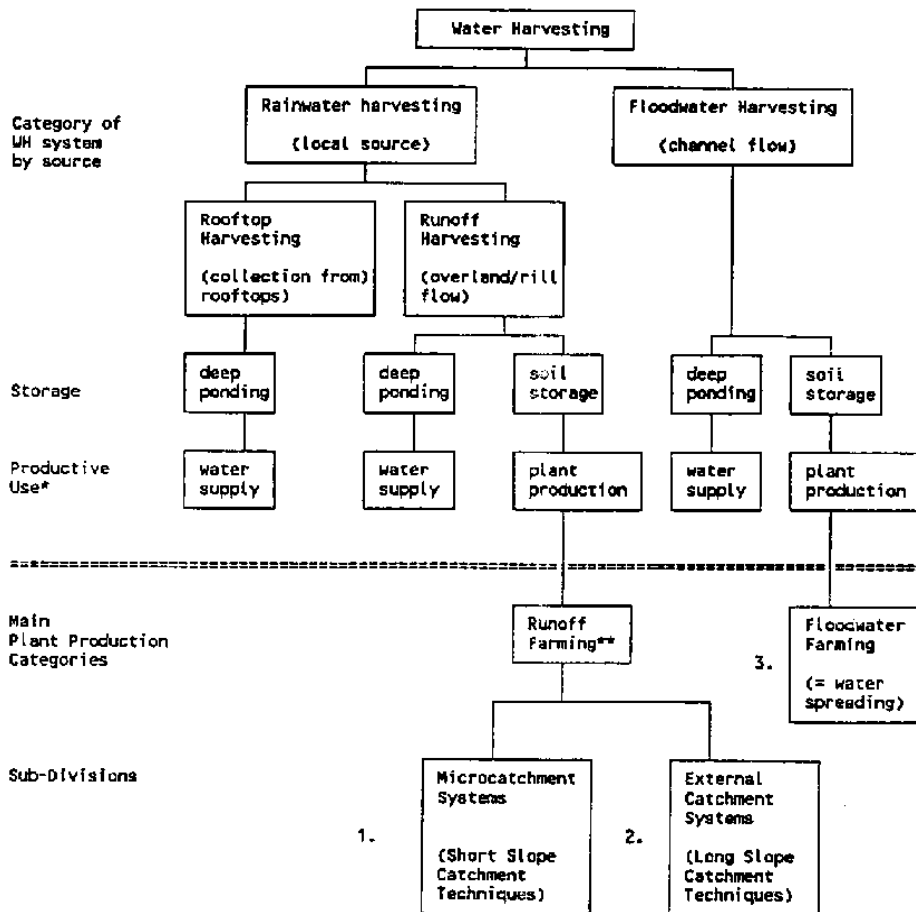 Water Harvesting
Category of
WH system
by source
Rainwater harvesting
(local source)
Floodwater Harvesting
(channel flow)
Rooftop
Harvesting
(collection from)
rooftops)
Runoff
Harvesting
(overland/rill
flow)
Storage
deep
ponding
deep
ponding
soil
storage
deep
ponding
soil
storage
Productive
Use*
water
supply
water
supply
plant
production
water
supply
plant
production
Main
Plant Production
Categories
Runoff
Farming**
3.
Floodwater
Farming
(= water
spreading)
Sub-Divisions
1.
Microcatchment
Systems
(Short Slope
Catchment
Techniques)
2.
External
Catchment
Systems
(Long Slope
Catchment
Techniques)